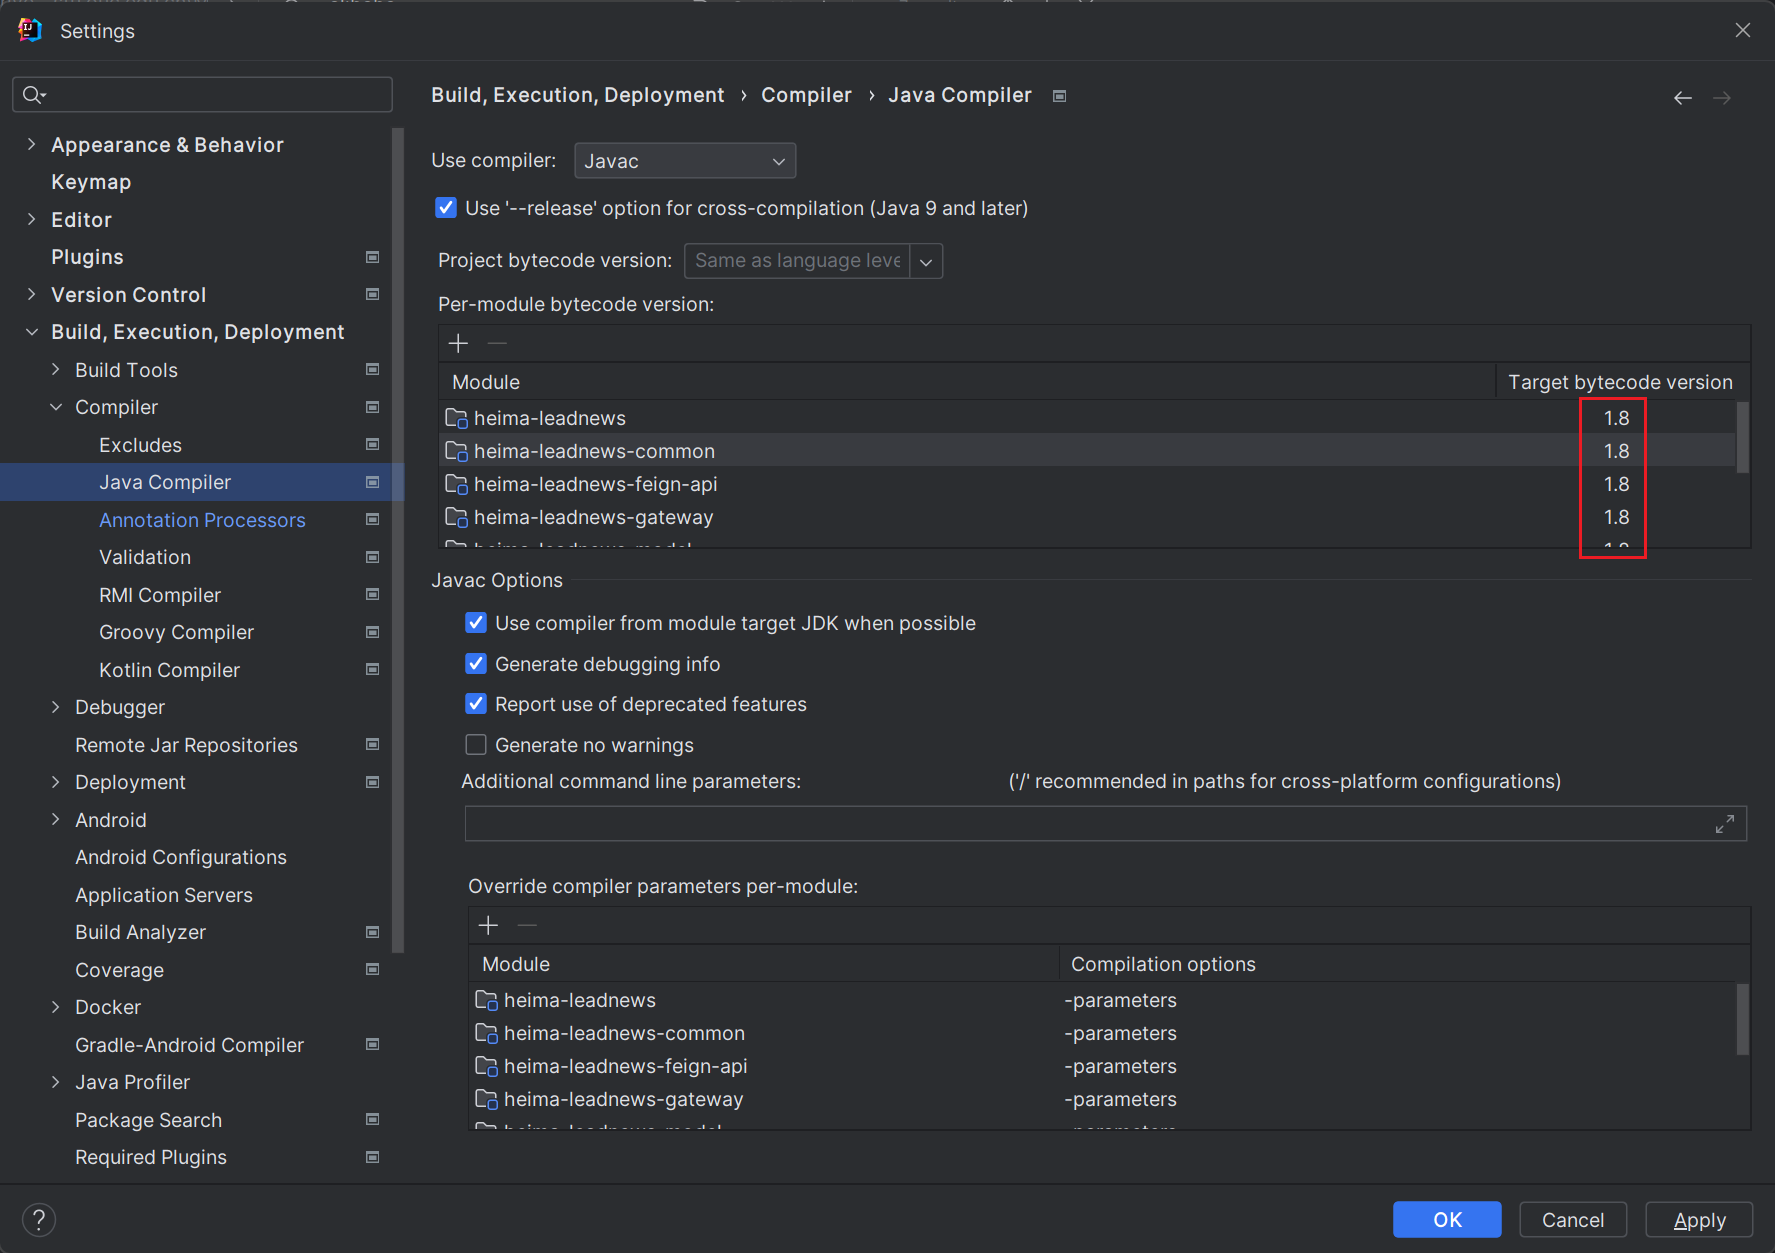 Settings
Appearance & Behavior
Keymap
Editor
Plugins
Version Control
Build, Execution, Deployment
Build Tools
Compiler
Excludes
Java Compiler
Annotation Processors
Validation
RMI Compiler
Groovy Compiler
Kotlin Compiler
Debugger
Remote Jar Repositories
Deployment
Android
Android Configurations
Application Servers
Build Analyzer
Coverage
Docker
Gradle-Android Compiler
Java Profiler
Package Search
Required Plugins
Build, Execution, Deployment › Compiler › Java Compiler
Use compiler: Javac
Use '--release' option for cross-compilation (Java 9 and later)
Project bytecode version: Same as language leve
Per-module bytecode version:
Module Target bytecode version
heima-leadnews 1.8
heima-leadnews-common 1.8
heima-leadnews-feign-api 1.8
heima-leadnews-gateway 1.8
Javac Options
Use compiler from module target JDK when possible
Generate debugging info
Report use of deprecated features
Generate no warnings
Additional command line parameters: ('/' recommended in paths for cross-platform configurations)
Override compiler parameters per-module:
Module Compilation options
heima-leadnews -parameters
heima-leadnews-common -parameters
heima-leadnews-feign-api -parameters
heima-leadnews-gateway -parameters
? OK Cancel Apply